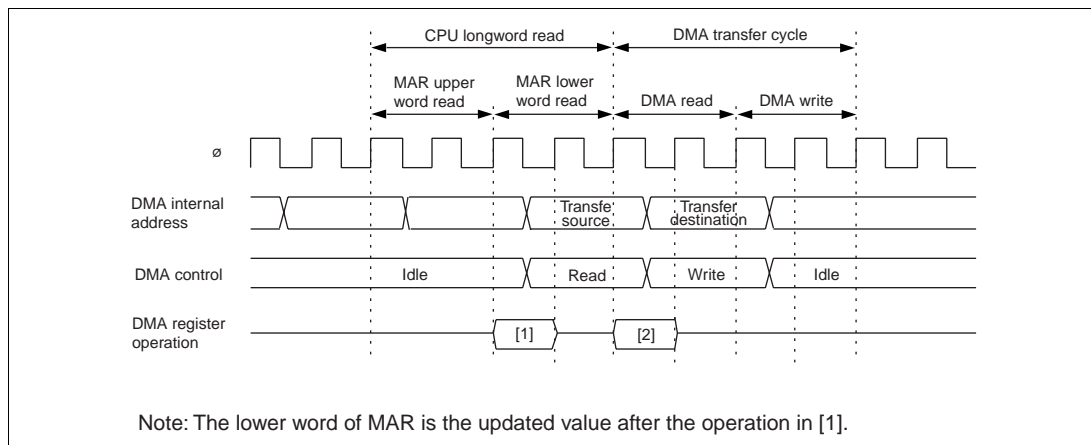 CPU longword read
DMA transfer cycle
MAR upper
word read
MAR lower
word read
DMA read
DMA write
ø
DMA internal
address
Transfe
source
Transfer
destination
DMA control
Idle
Read
Write
Idle
DMA register
operation
[1]
[2]
Note: The lower word of MAR is the updated value after the operation in [1].